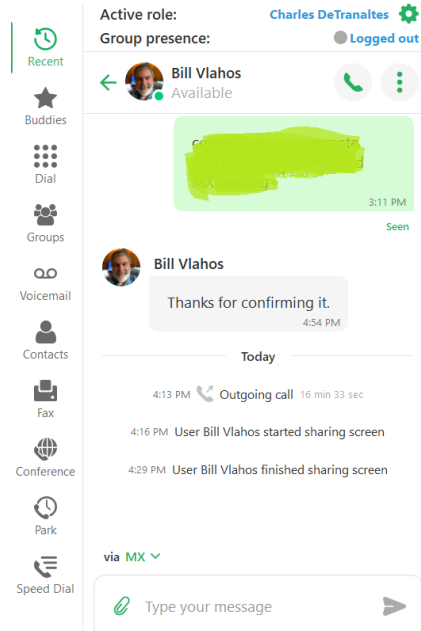 Active role:
Charles DeTranaltes
Group presence:
Logged out
Recent
Buddies
Dial
Groups
Voicemail
Contacts
Fax
Conference
Park
Speed Dial
Bill Vlahos
Available
3:11 PM
Seen
Bill Vlahos
Thanks for confirming it.
4:54 PM
Today
4:13 PM Outgoing call 16 min 33 sec
4:16 PM User Bill Vlahos started sharing screen
4:29 PM User Bill Vlahos finished sharing screen
via MX
Type your message